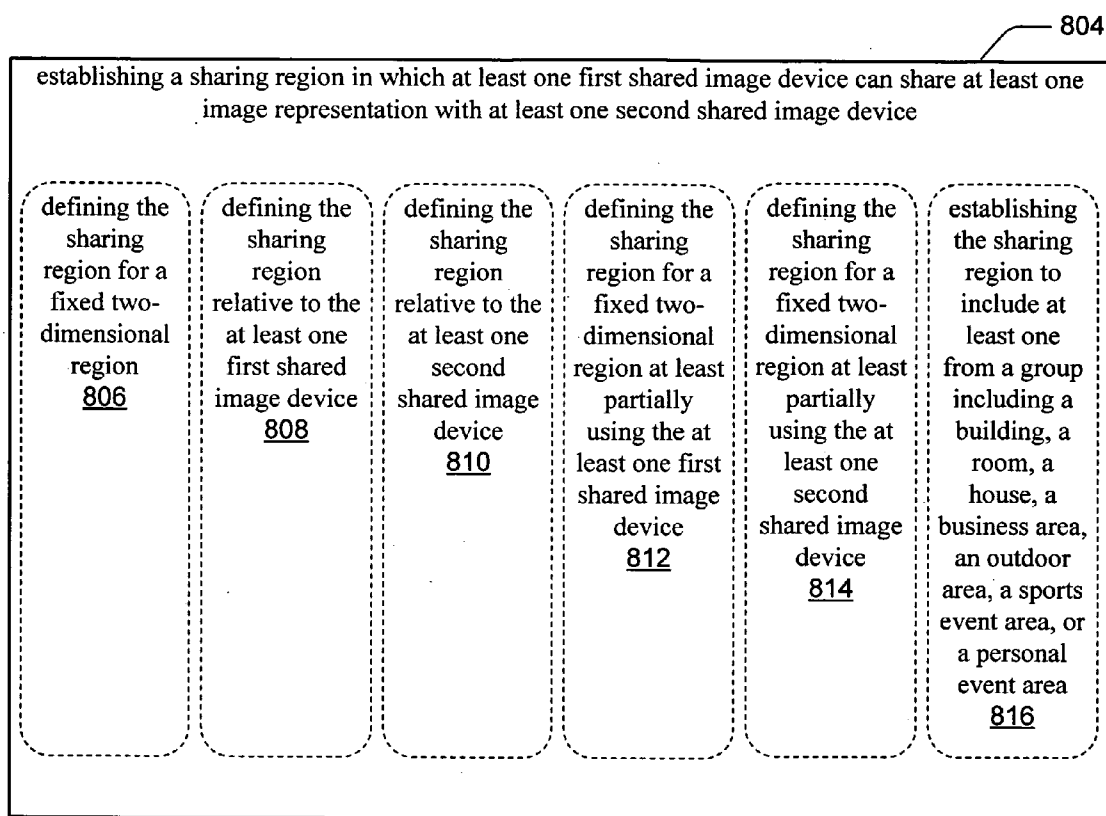 804
establishing a sharing region in which at least one first shared image device can share at least one
image representation with at least one second shared image device
defining the
sharing
region for a
fixed two-
dimensional
region
806
defining the
sharing
region
relative to the
at least one
first shared
image device
808
defining the
sharing
region
relative to the
at least one
second
shared image
device
810
defining the
sharing
region for a
fixed two-
dimensional
region at least
partially
using the at
least one first
shared image
device
812
defining the
sharing
region for a
fixed two-
dimensional
region at least
partially
using the at
least one
second
shared image
device
814
establishing
the sharing
region to
include at
least one
from a group
including a
building, a
room, a
house, a
business area,
an outdoor
area, a sports
event area, or
a personal
event area
816